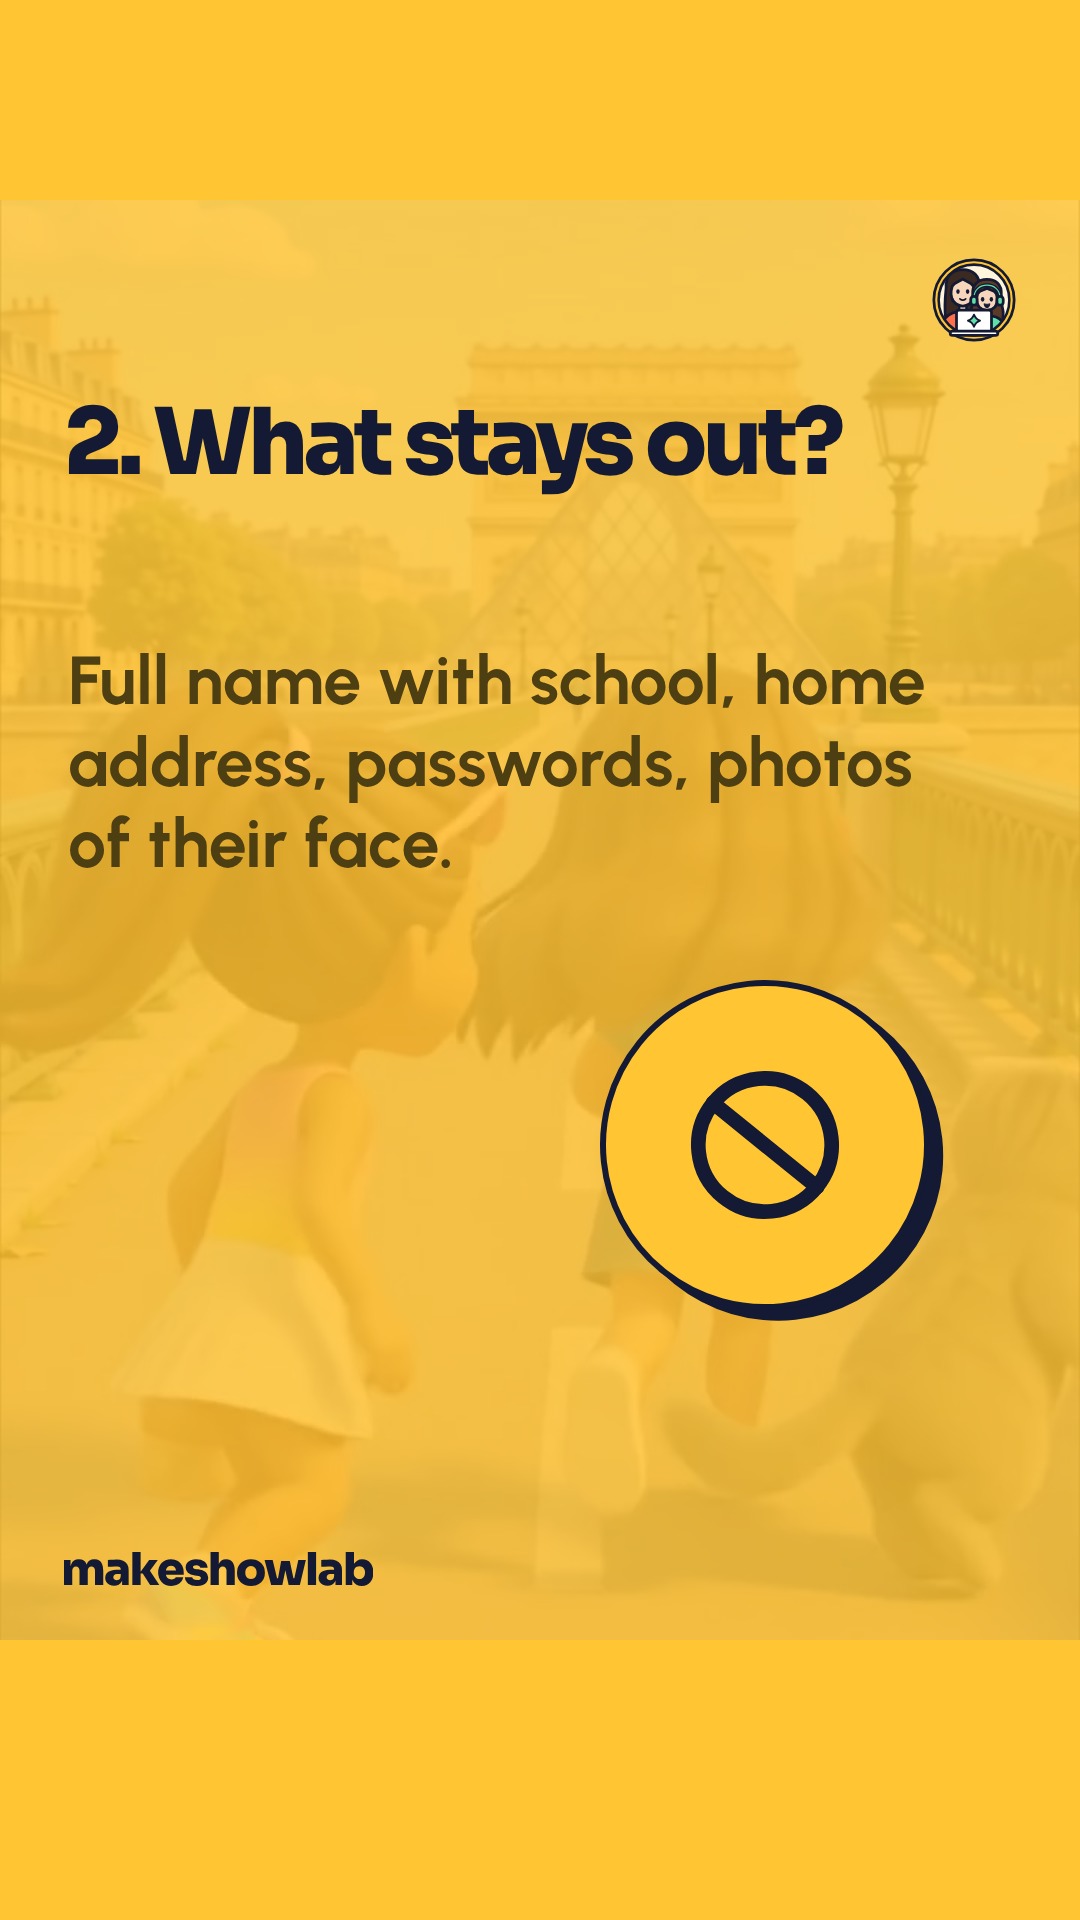 2. What stays out?
Full name with school, home
address, passwords, photos
of their face.
makeshowlab